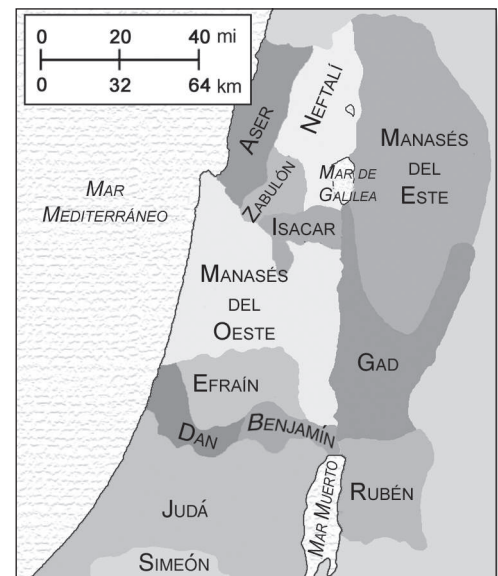 0 20 40 mi
0 32 64 km
ASER
NEFTALÍ
MANASÉS
DEL
ESTE
ZABULÓN
MAR DE
GALILEA
MAR
MEDITERRÁNEO
ISACAR
MANASÉS
DEL
OESTE
GAD
EFRAÍN
DAN
BENJAMÍN
JUDÁ
MAR MUERTO
RUBÉN
SIMEÓN